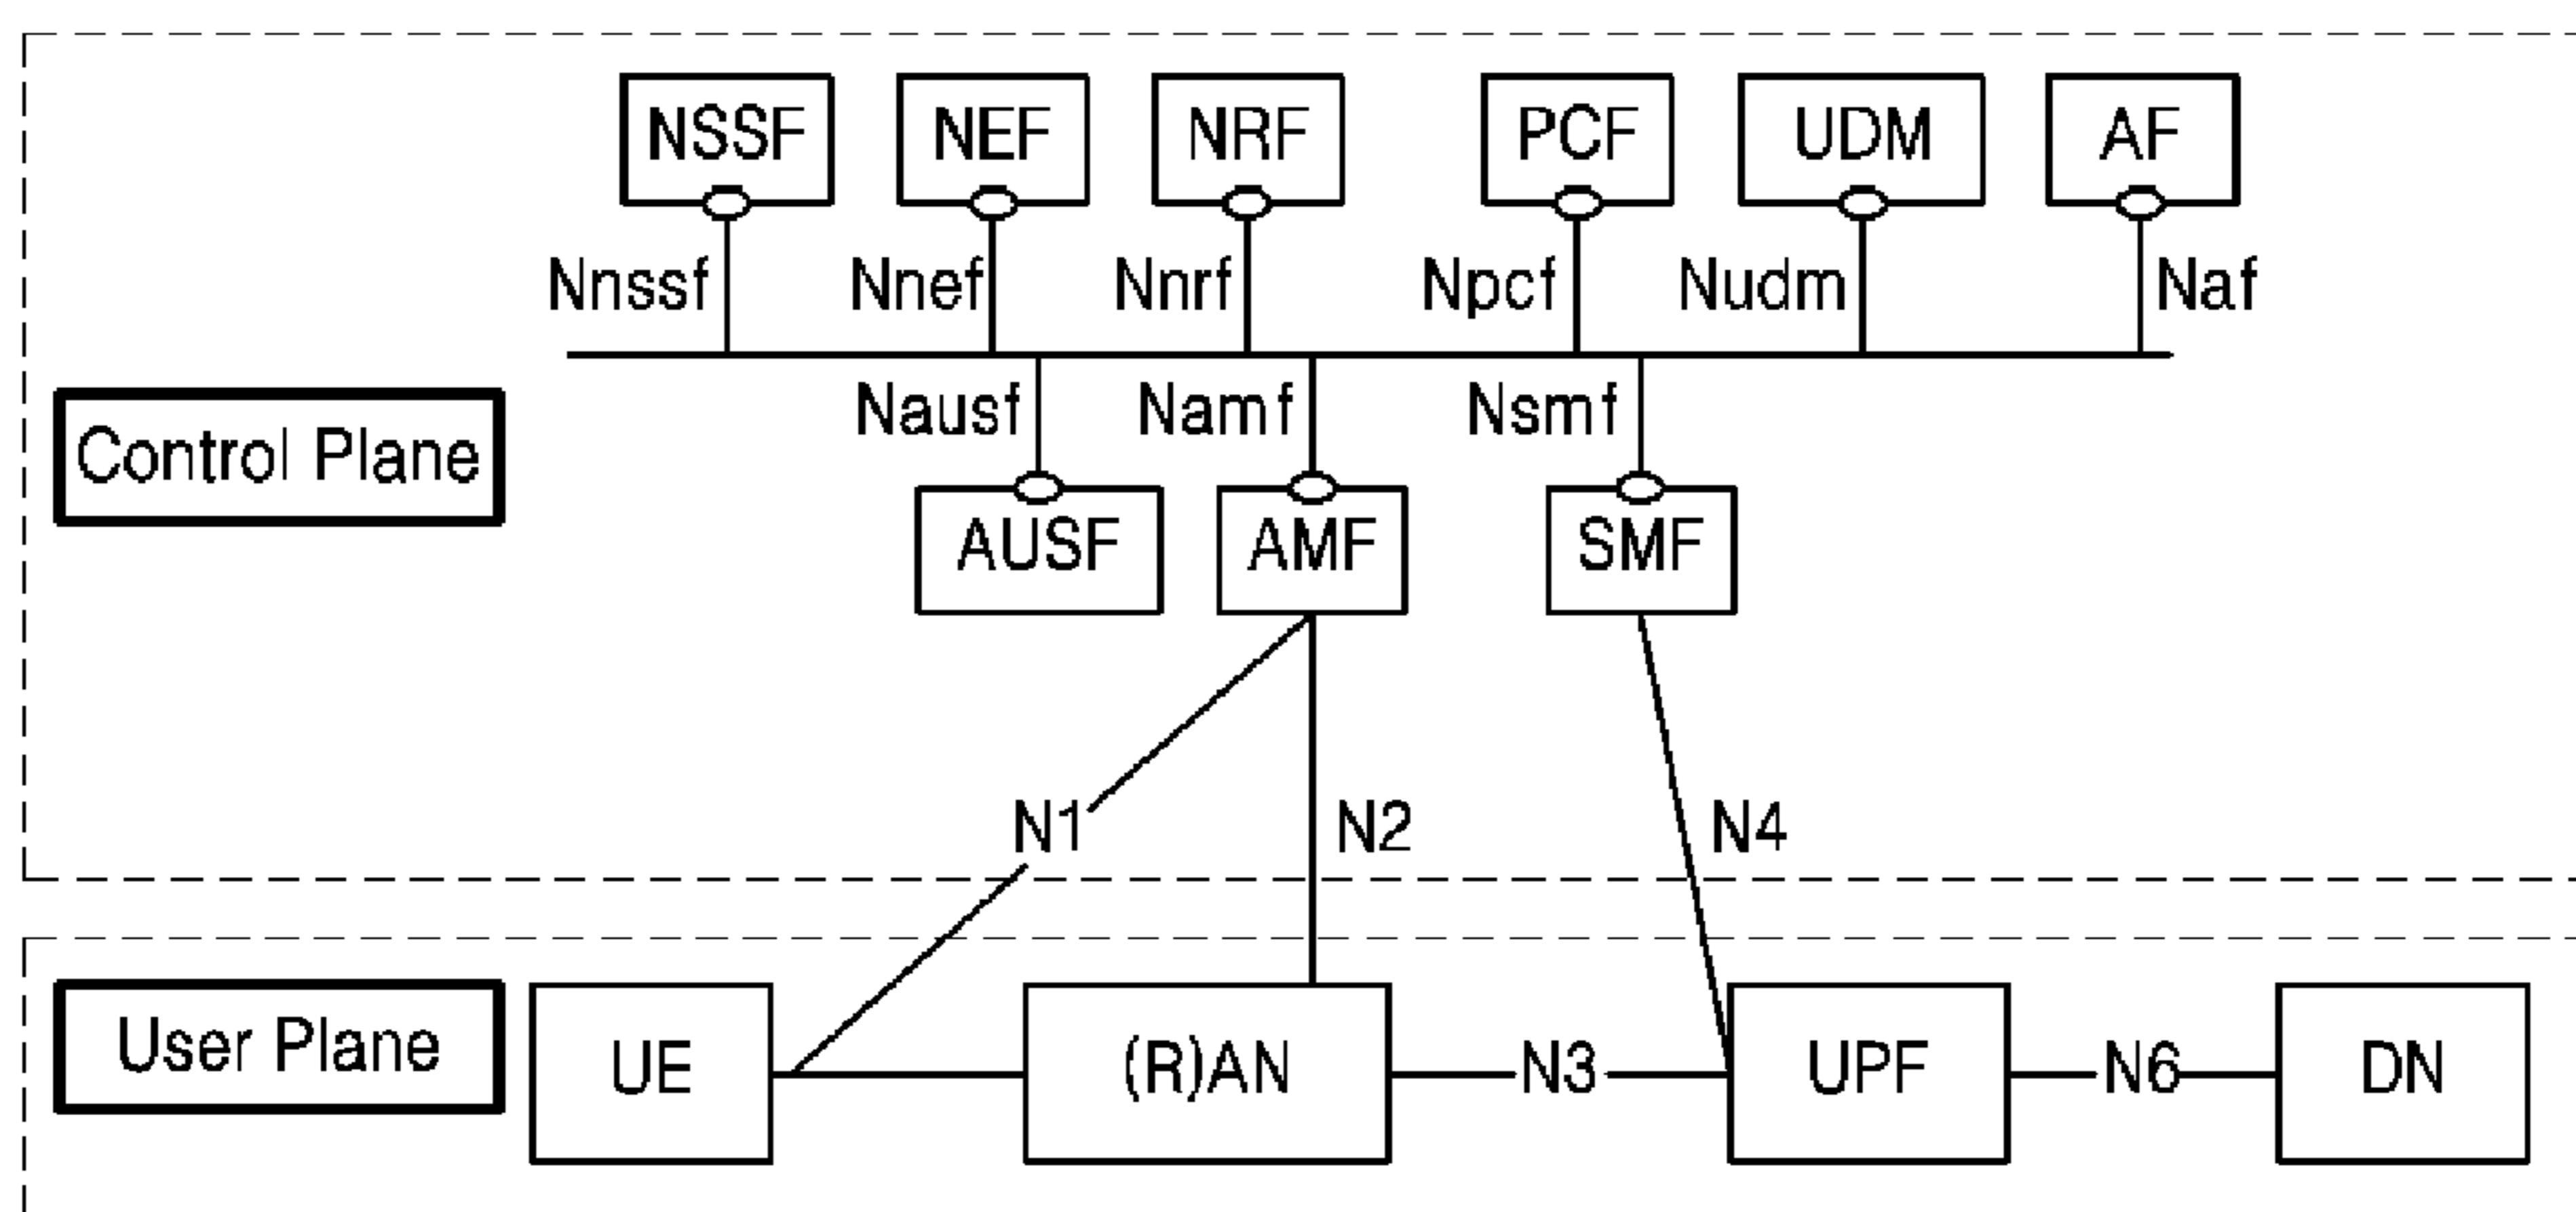 NSSF NEF NRF PCF UDM AF
Nnssf Nnef Nnrf Npcf Nudm Naf
Nausf Namf Nsmf
Control Plane
AUSF AMF SMF
N1 N2 N4
User Plane UE (R)AN N3 UPF N6 DN